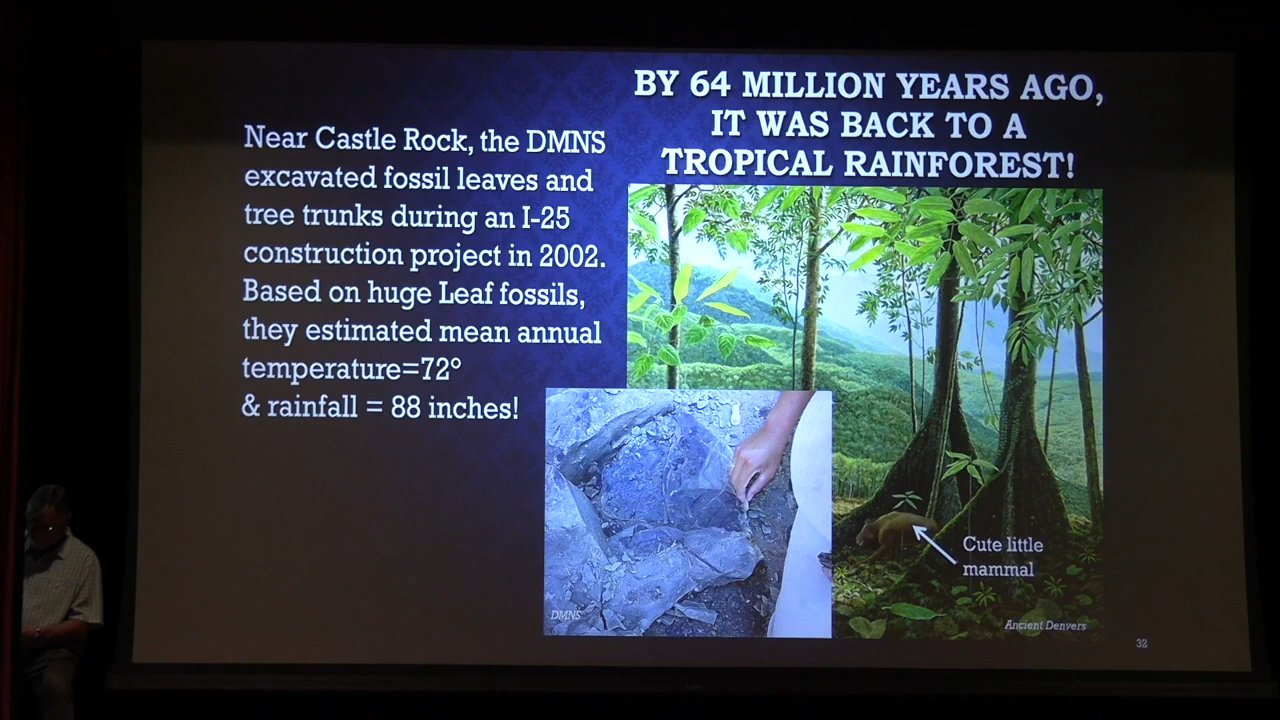 BY 64 MILLION YEARS AGO,
IT WAS BACK TO A
TROPICAL RAINFOREST!
Near Castle Rock, the DMNS
excavated fossil leaves and
tree trunks during an I-25
construction project in 2002.
Based on huge Leaf fossils,
they estimated mean annual
temperature=72°
& rainfall = 88 inches!
Cute little
mammal
DMNS
Ancient Denvers
32